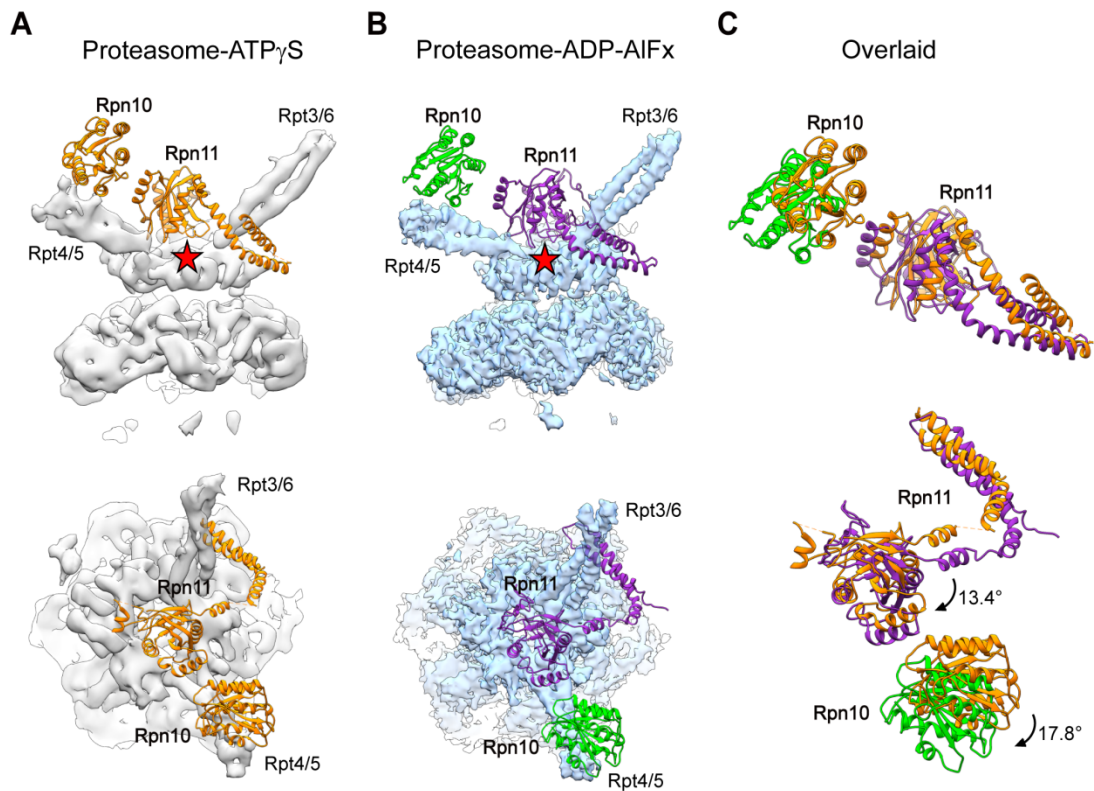 A
Proteasome-ATPγS
Rpn10
Rpt3/6
Rpn11
Rpt4/5
Rpt3/6
Rpn11
Rpn10
Rpt4/5
B
Proteasome-ADP-AlFx
Rpn10
Rpt3/6
Rpn11
Rpt4/5
Rpt3/6
Rpn11
Rpn10
Rpt4/5
C
Overlaid
Rpn10
Rpn11
Rpn11
13.4°
Rpn10
17.8°